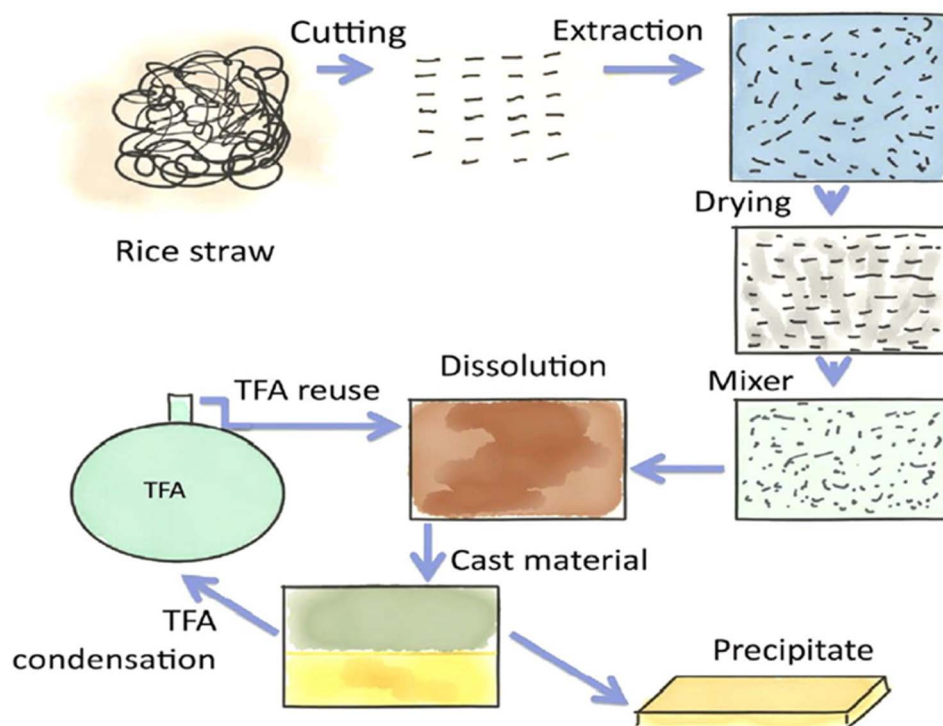 Cutting
Extraction
Rice straw
Drying
Mixer
Dissolution
TFA reuse
TFA
Cast material
TFA
condensation
Precipitate